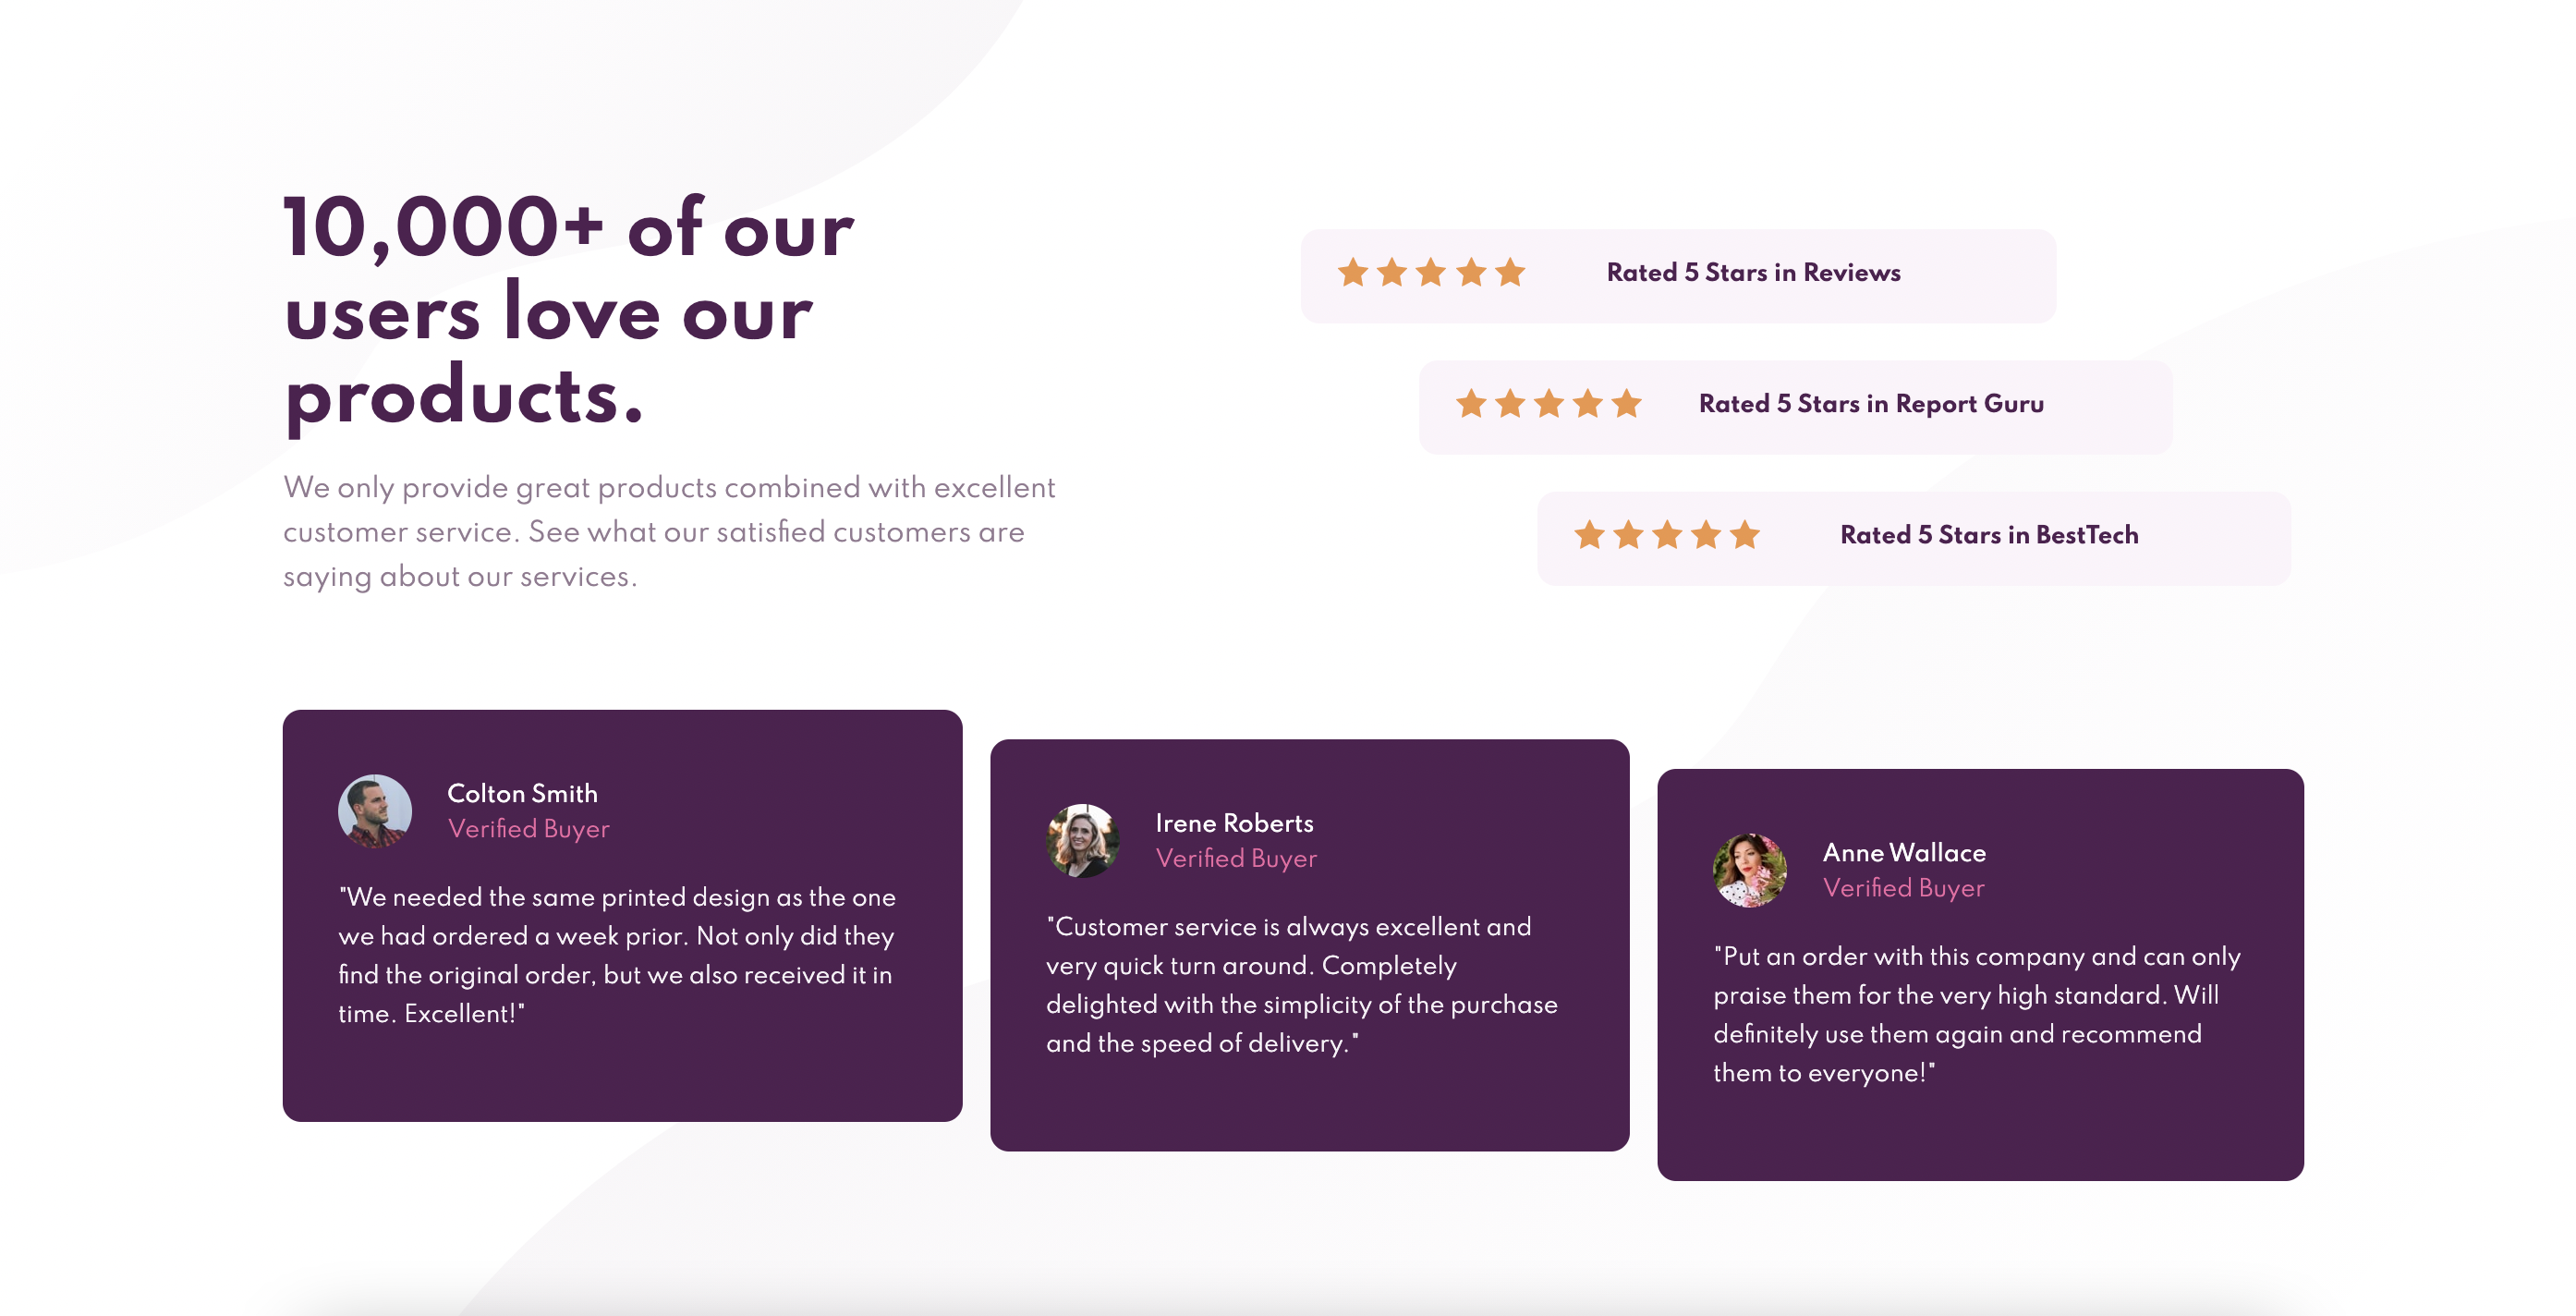 10,000+ of our
users love our
products.
We only provide great products combined with excellent
customer service. See what our satisfied customers are
saying about our services.
Rated 5 Stars in Reviews
Rated 5 Stars in Report Guru
Rated 5 Stars in BestTech
Colton Smith
Verified Buyer
"We needed the same printed design as the one
we had ordered a week prior. Not only did they
find the original order, but we also received it in
time. Excellent!"
Irene Roberts
Verified Buyer
"Customer service is always excellent and
very quick turn around. Completely
delighted with the simplicity of the purchase
and the speed of delivery."
Anne Wallace
Verified Buyer
"Put an order with this company and can only
praise them for the very high standard. Will
definitely use them again and recommend
them to everyone!"